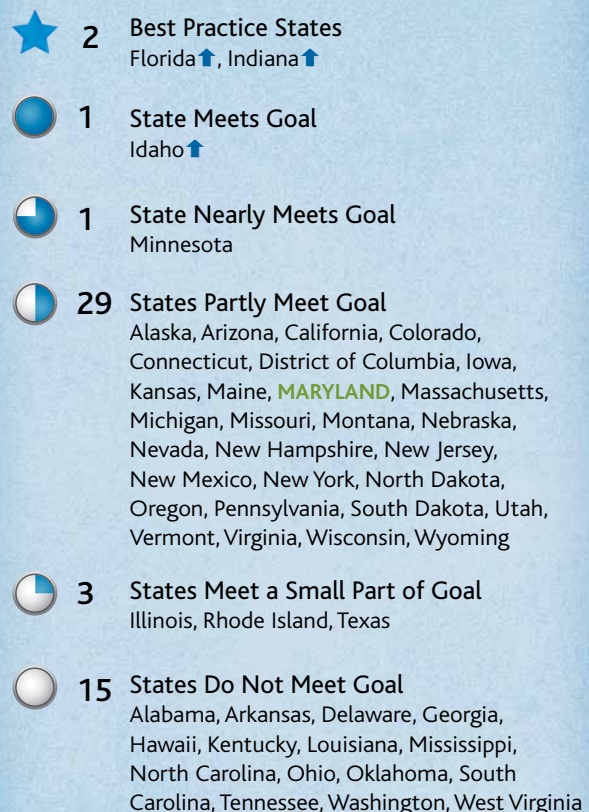 2 Best Practice States
Florida⬆, Indiana⬆
1 State Meets Goal
Idaho⬆
1 State Nearly Meets Goal
Minnesota
29 States Partly Meet Goal
Alaska, Arizona, California, Colorado,
Connecticut, District of Columbia, Iowa,
Kansas, Maine, MARYLAND, Massachusetts,
Michigan, Missouri, Montana, Nebraska,
Nevada, New Hampshire, New Jersey,
New Mexico, New York, North Dakota,
Oregon, Pennsylvania, South Dakota, Utah,
Vermont, Virginia, Wisconsin, Wyoming
3 States Meet a Small Part of Goal
Illinois, Rhode Island, Texas
15 States Do Not Meet Goal
Alabama, Arkansas, Delaware, Georgia,
Hawaii, Kentucky, Louisiana, Mississippi,
North Carolina, Ohio, Oklahoma, South
Carolina, Tennessee, Washington, West Virginia